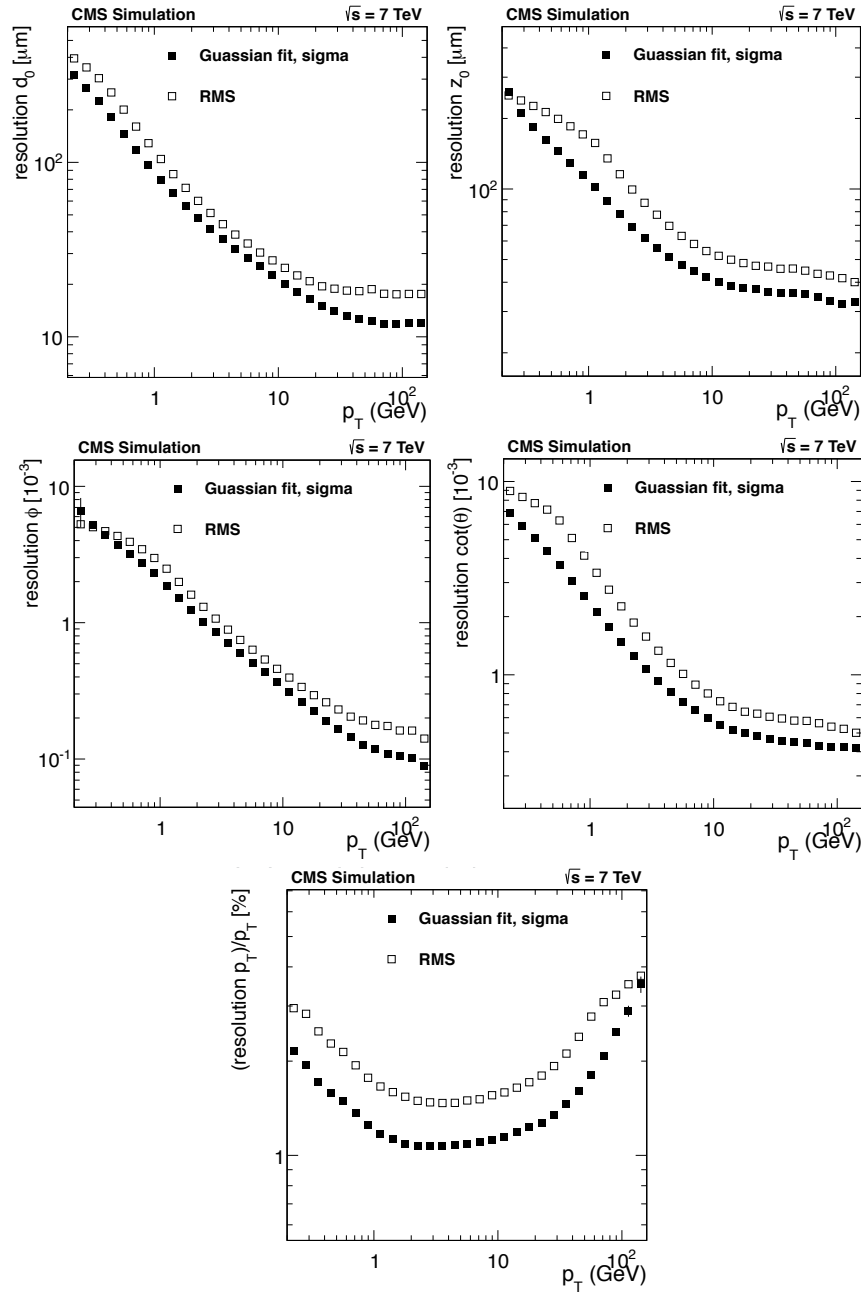 CMS Simulation √s = 7 TeV
resolution d0 [μm]
Guassian fit, sigma
RMS
10²
10
1 10 10²
pT (GeV)
CMS Simulation √s = 7 TeV
resolution z0 [μm]
Guassian fit, sigma
RMS
10²
1 10 10²
pT (GeV)
CMS Simulation √s = 7 TeV
resolution ϕ [10⁻³]
Guassian fit, sigma
RMS
10
1
10⁻¹
1 10 10²
pT (GeV)
CMS Simulation √s = 7 TeV
resolution cot(θ) [10⁻³]
Guassian fit, sigma
RMS
10
1
1 10 10²
pT (GeV)
CMS Simulation √s = 7 TeV
(resolution pT)/pT [%]
Guassian fit, sigma
RMS
1
1 10 10²
pT (GeV)